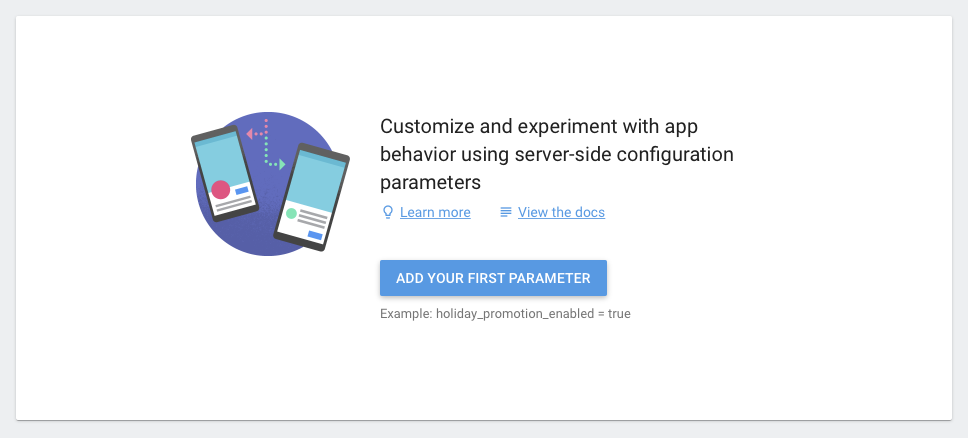 Customize and experiment with app
behavior using server-side configuration
parameters
Learn more View the docs
ADD YOUR FIRST PARAMETER
Example: holiday_promotion_enabled = true